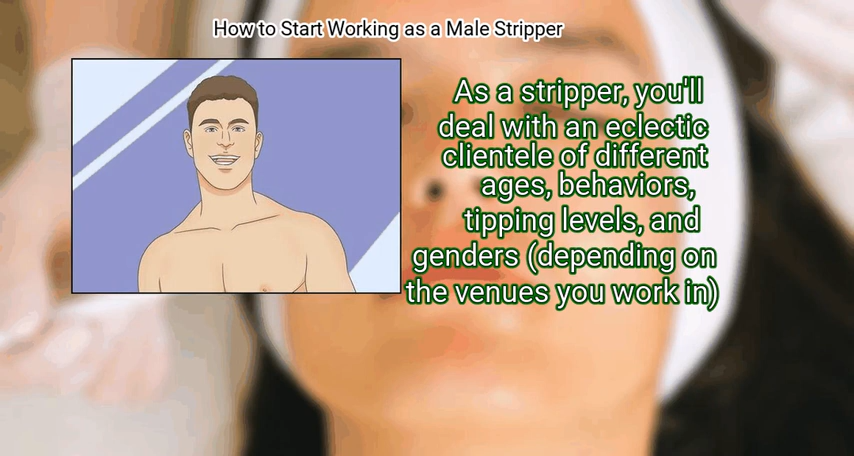 How to Start Working as a Male Stripper
As a stripper, you'll
deal with an eclectic
clientele of different
ages, behaviors,
tipping levels, and
genders (depending on
the venues you work in)